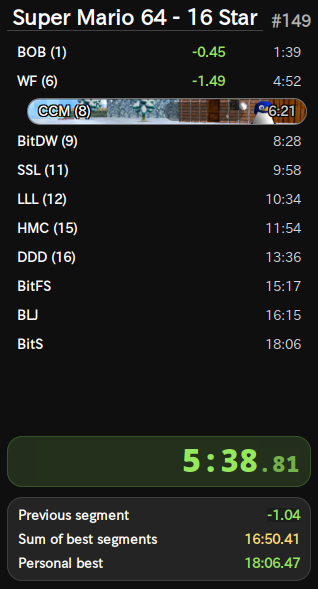 Super Mario 64 - 16 Star #149
BOB (1) -0.45 1:39
WF (6) -1.49 4:52
CCM (8) 6:21
BitDW (9) 8:28
SSL (11) 9:58
LLL (12) 10:34
HMC (15) 11:54
DDD (16) 13:36
BitFS 15:17
BLJ 16:15
BitS 18:06
5:38.81
Previous segment -1.04
Sum of best segments 16:50.41
Personal best 18:06.47